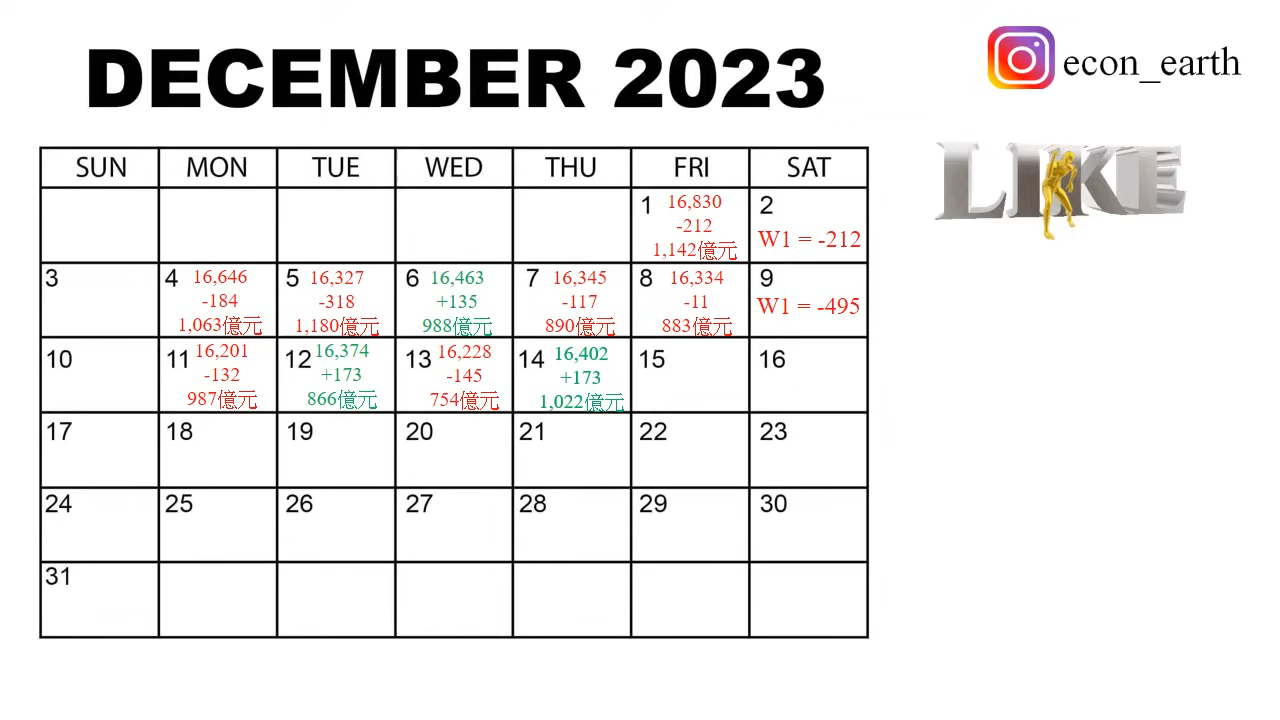 DECEMBER 2023
econ_earth
LIKE
SUN MON TUE WED THU FRI SAT
1 16,830
-212
1,142億元
2
W1 = -212
3
4 16,646
-184
1,063億元
5 16,327
-318
1,180億元
6 16,463
+135
988億元
7 16,345
-117
890億元
8 16,334
-11
883億元
9
W1 = -495
10
11 16,201
-132
987億元
12 16,374
+173
866億元
13 16,228
-145
754億元
14 16,402
+173
1,022億元
15
16
17 18 19 20 21 22 23
24 25 26 27 28 29 30
31